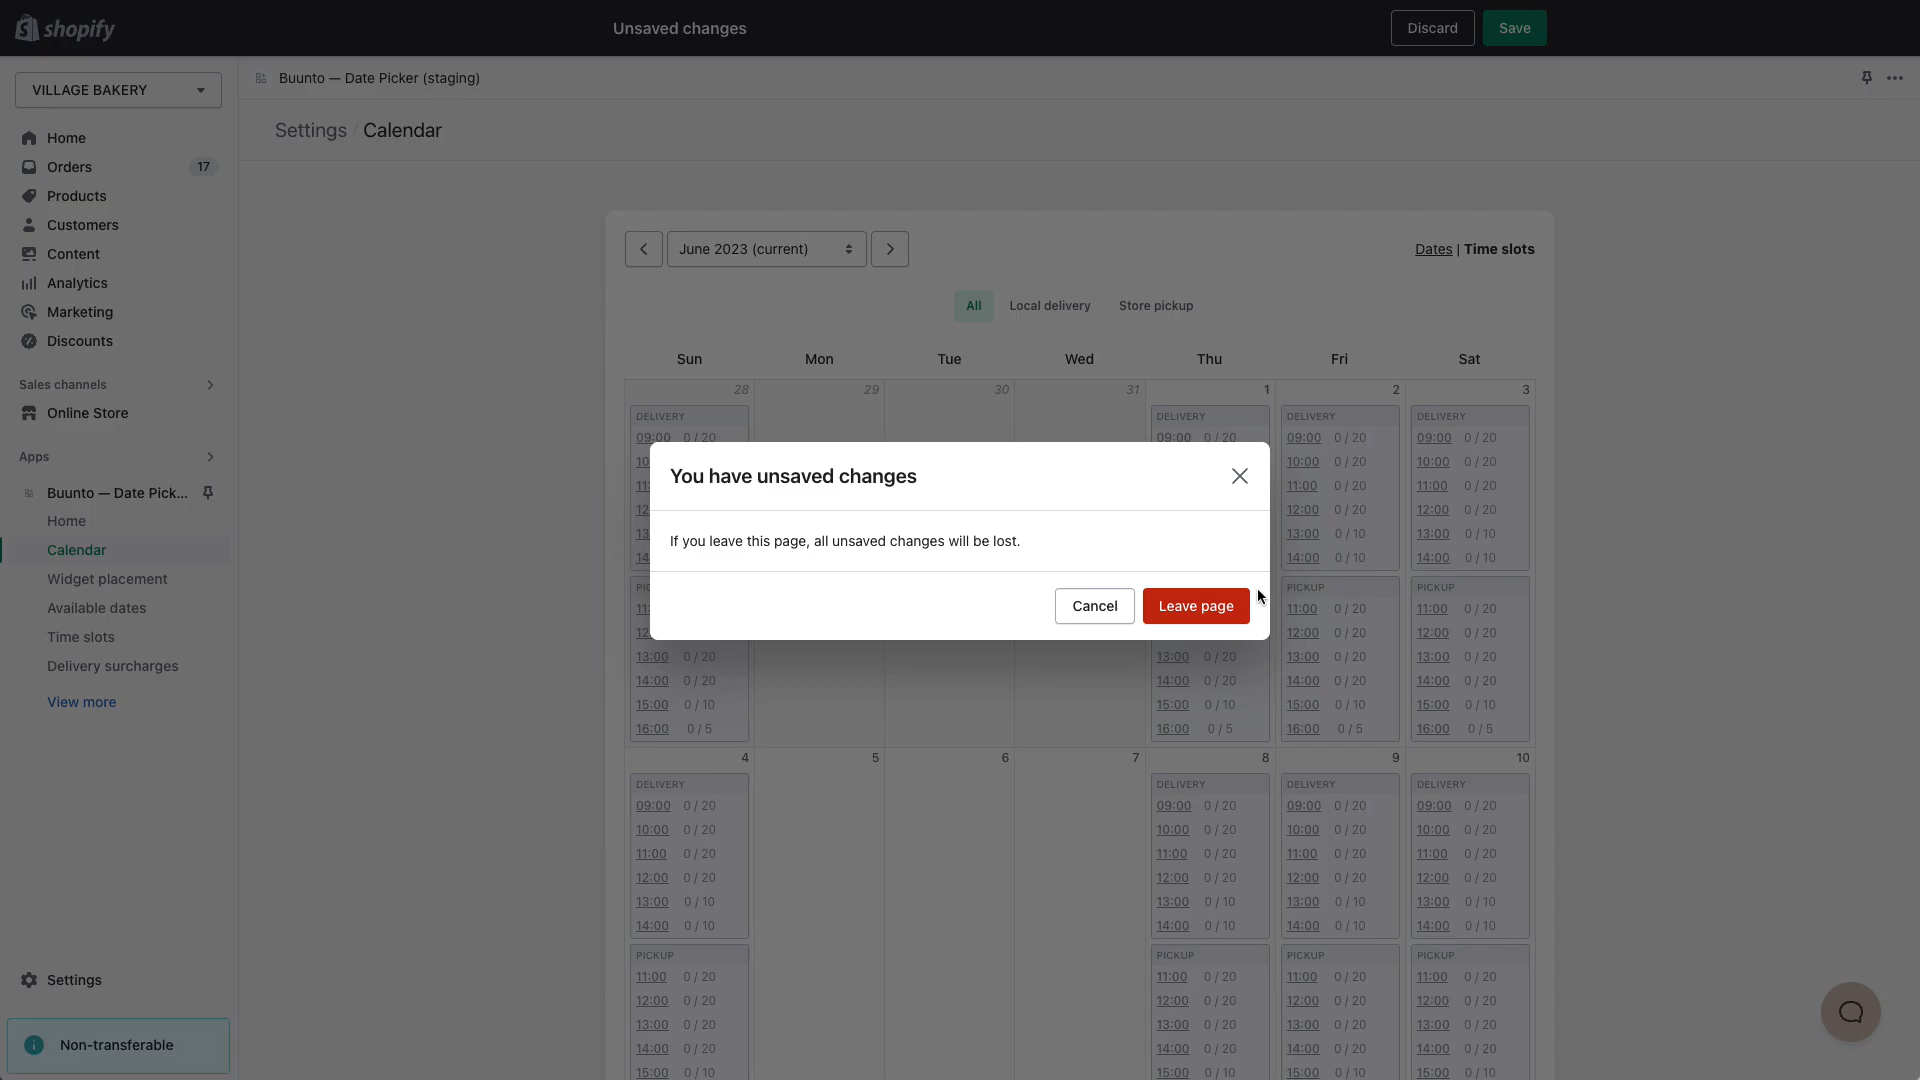 shopify
Unsaved changes
Discard
Save
VILLAGE BAKERY
Buunto — Date Picker (staging)
Home
Orders 17
Products
Customers
Content
Analytics
Marketing
Discounts
Sales channels
Online Store
Apps
Buunto — Date Pick...
Home
Calendar
Widget placement
Available dates
Time slots
Delivery surcharges
View more
Settings
Non-transferable
Settings / Calendar
June 2023 (current)
Dates | Time slots
All Local delivery Store pickup
Sun Mon Tue Wed Thu Fri Sat
28 29 30 31 1 2 3
DELIVERY DELIVERY DELIVERY DELIVERY
09:00 0 / 20 09:00 0 / 20 09:00 0 / 20 09:00 0 / 20
10 10:00 0 / 20 10:00 0 / 20
11: 11:00 0 / 20 11:00 0 / 20
12 12:00 0 / 20 12:00 0 / 20
13 13:00 0 / 10 13:00 0 / 10
14 14:00 0 / 10 14:00 0 / 10
PIC PICKUP PICKUP
11: 11:00 0 / 20 11:00 0 / 20
12 12:00 0 / 20 12:00 0 / 20
13:00 0 / 20 13:00 0 / 20 13:00 0 / 20 13:00 0 / 20
14:00 0 / 20 14:00 0 / 20 14:00 0 / 20 14:00 0 / 20
15:00 0 / 10 15:00 0 / 10 15:00 0 / 10 15:00 0 / 10
16:00 0 / 5 16:00 0 / 5 16:00 0 / 5 16:00 0 / 5
You have unsaved changes
If you leave this page, all unsaved changes will be lost.
Cancel
Leave page
4 5 6 7 8 9 10
DELIVERY DELIVERY DELIVERY DELIVERY
09:00 0 / 20 09:00 0 / 20 09:00 0 / 20 09:00 0 / 20
10:00 0 / 20 10:00 0 / 20 10:00 0 / 20 10:00 0 / 20
11:00 0 / 20 11:00 0 / 20 11:00 0 / 20 11:00 0 / 20
12:00 0 / 20 12:00 0 / 20 12:00 0 / 20 12:00 0 / 20
13:00 0 / 10 13:00 0 / 10 13:00 0 / 10 13:00 0 / 10
14:00 0 / 10 14:00 0 / 10 14:00 0 / 10 14:00 0 / 10
PICKUP PICKUP PICKUP PICKUP
11:00 0 / 20 11:00 0 / 20 11:00 0 / 20 11:00 0 / 20
12:00 0 / 20 12:00 0 / 20 12:00 0 / 20 12:00 0 / 20
13:00 0 / 20 13:00 0 / 20 13:00 0 / 20 13:00 0 / 20
14:00 0 / 20 14:00 0 / 20 14:00 0 / 20 14:00 0 / 20
15:00 0 / 10 15:00 0 / 10 15:00 0 / 10 15:00 0 / 10